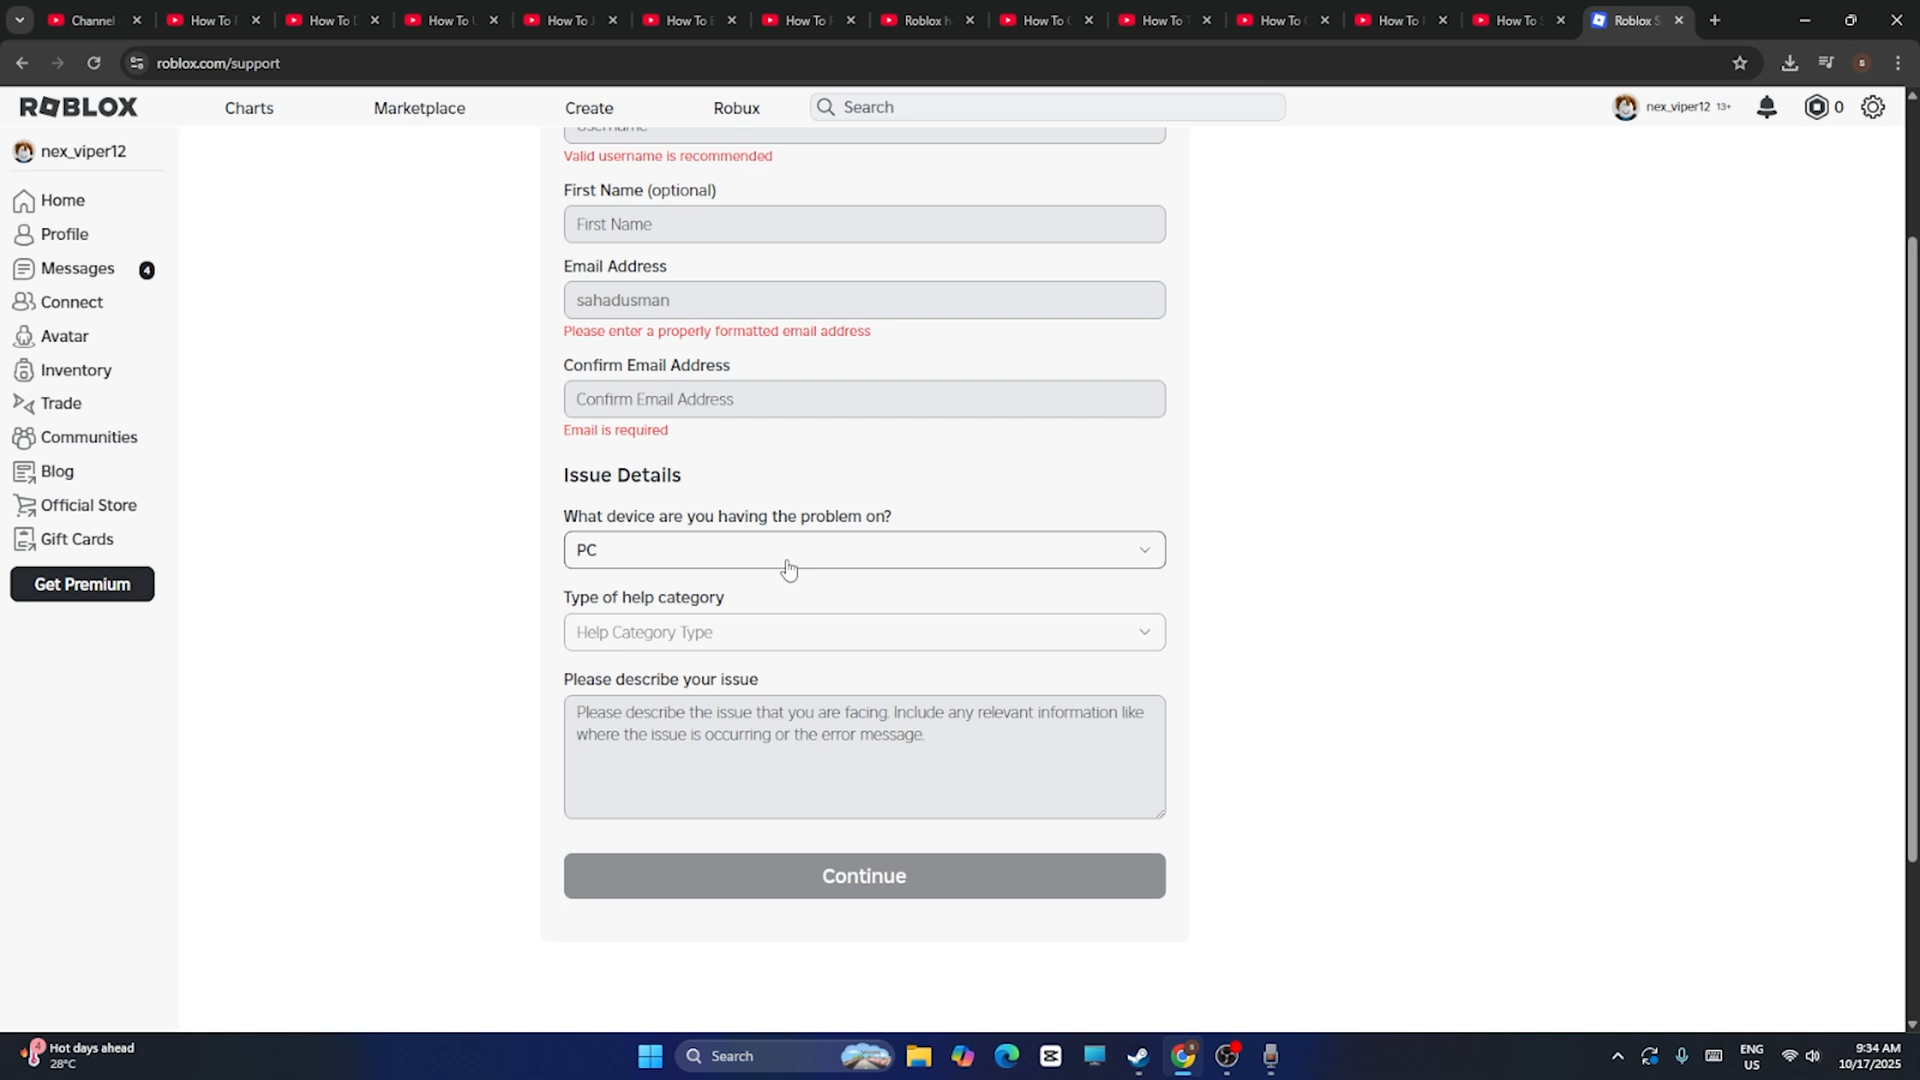 Channel
How To
How To
How To
How To
How To
How To
Roblox h
How To
How To
How To
How To
How To
Roblox S
roblox.com/support
ROBLOX
Charts
Marketplace
Create
Robux
Search
nex_viper12 13+
0
nex_viper12
Home
Profile
Messages 4
Connect
Avatar
Inventory
Trade
Communities
Blog
Official Store
Gift Cards
Get Premium
Username
Valid username is recommended
First Name (optional)
First Name
Email Address
sahadusman
Please enter a properly formatted email address
Confirm Email Address
Confirm Email Address
Email is required
Issue Details
What device are you having the problem on?
PC
Type of help category
Help Category Type
Please describe your issue
Please describe the issue that you are facing. Include any relevant information like
where the issue is occurring or the error message.
Continue
Hot days ahead
28°C
Search
ENG
US
9:34 AM
10/17/2025